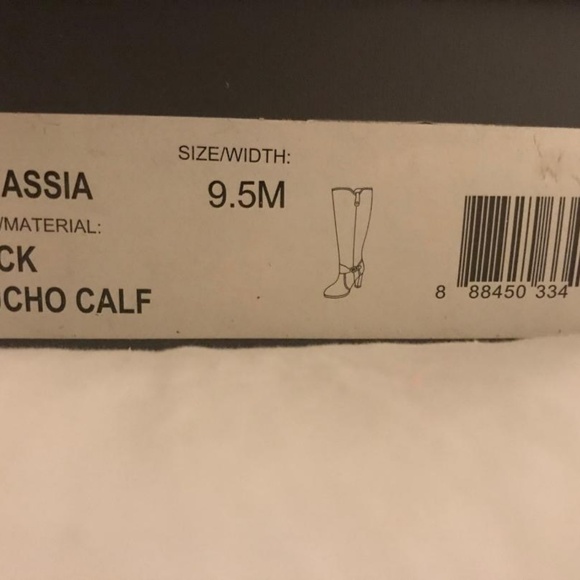 ASSIA
SIZE/WIDTH:
9.5M
/MATERIAL:
CK
CHO CALF
8 88450 334